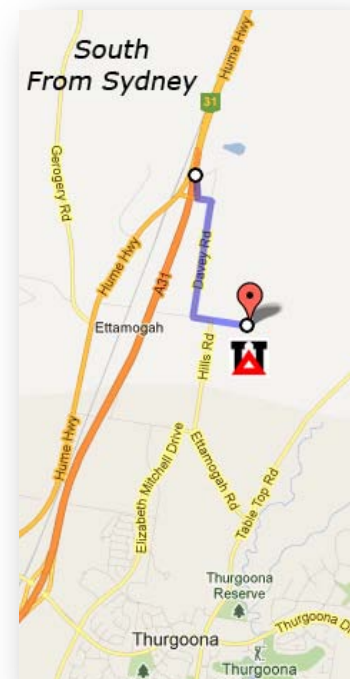 South
From Sydney
Hume Hwy
31
Gerogery Rd
Hume Hwy
A31
Davey Rd
Ettamogah
Hills Rd
Hume Hwy
Elizabeth Mitchell Drive
Ettamogah Rd
Table Top Rd
Thurgoona
Reserve
Thurgoona
Thurgoona D
Thurgoona